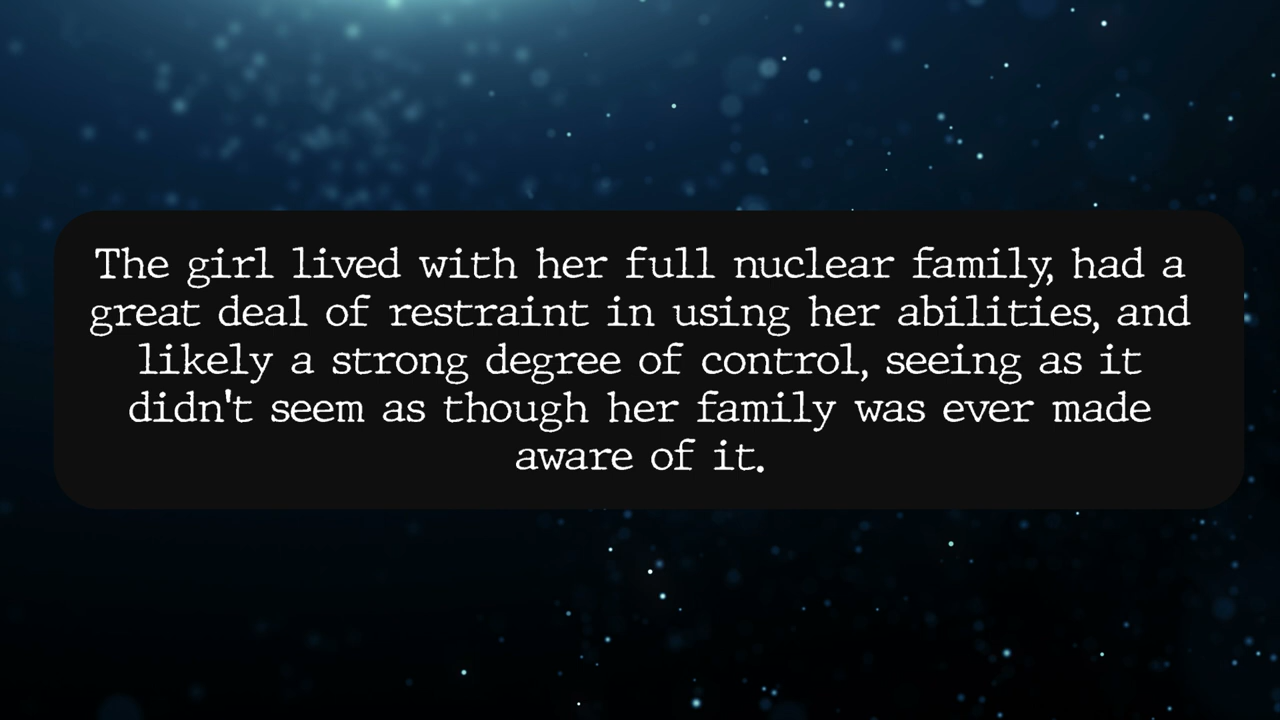 The girl lived with her full nuclear family, had a
great deal of restraint in using her abilities, and
likely a strong degree of control, seeing as it
didn't seem as though her family was ever made
aware of it.